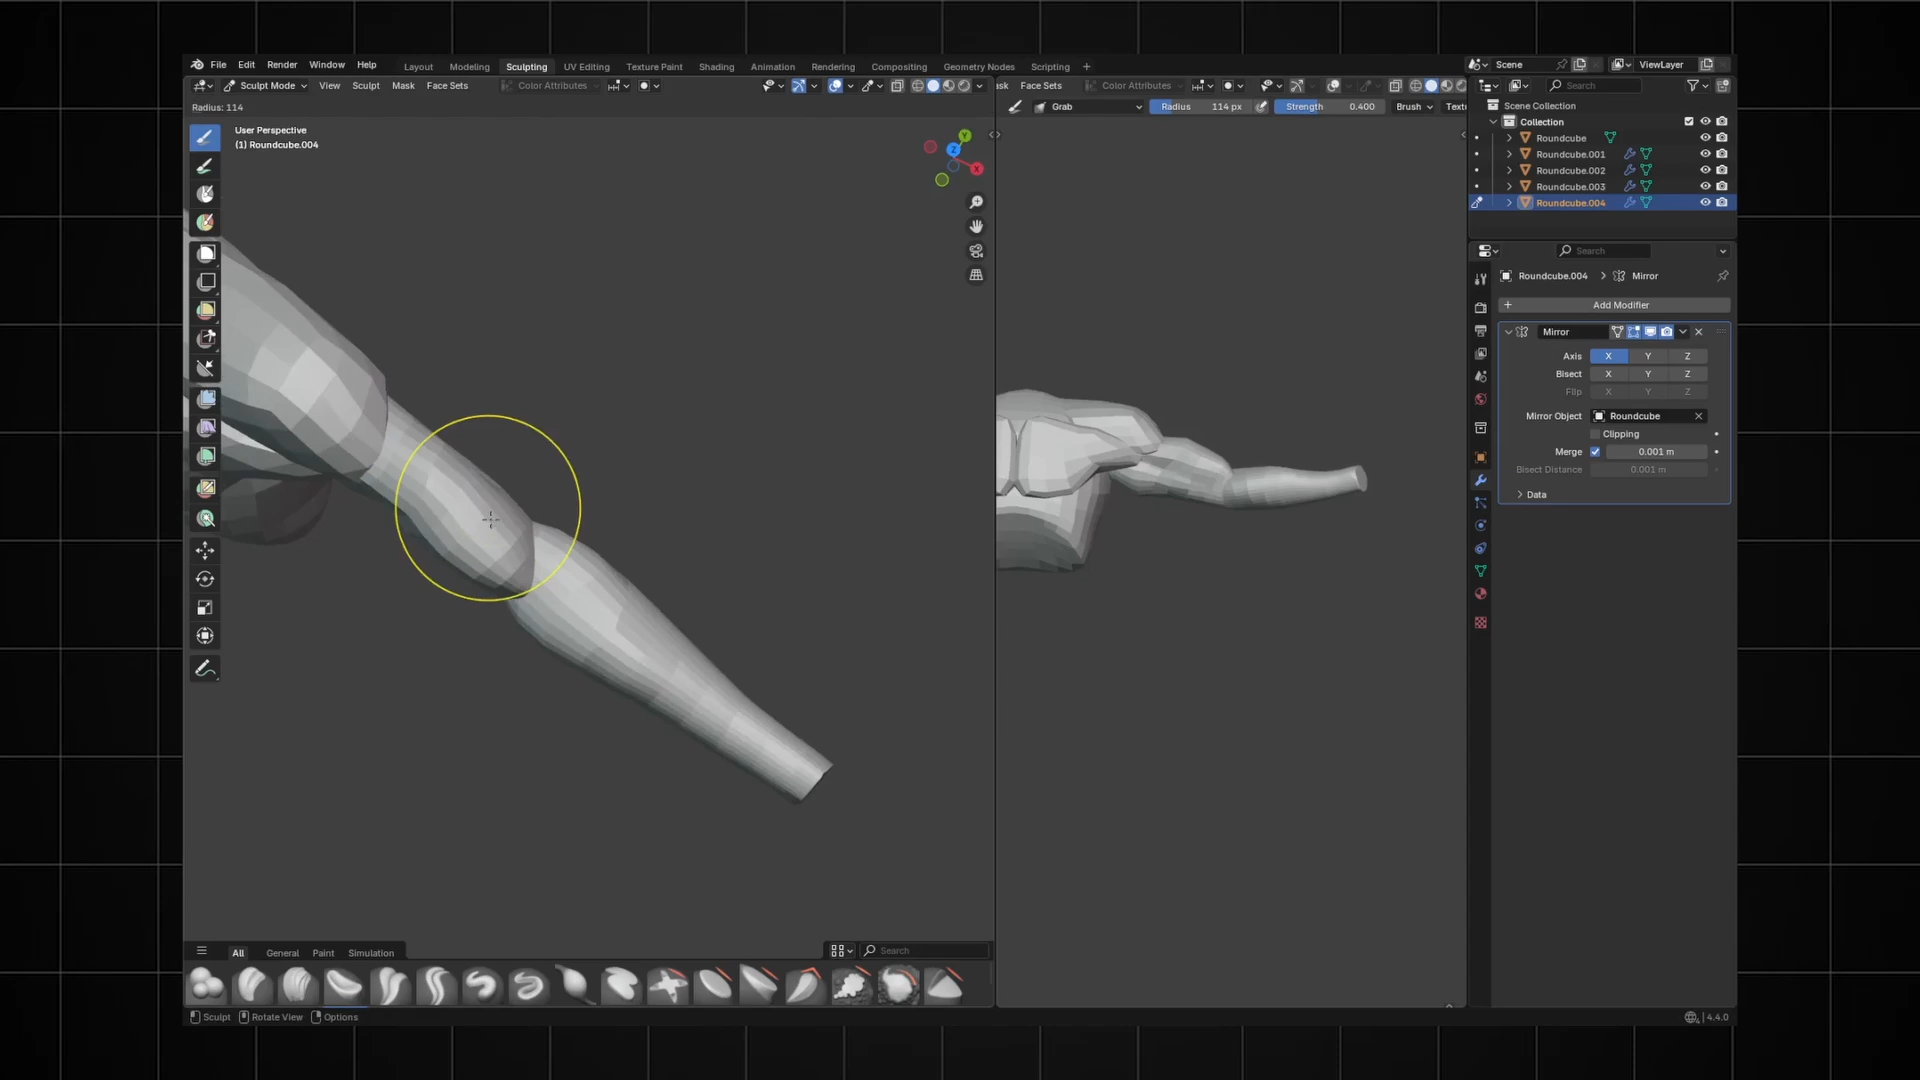 File Edit Render Window Help Layout Modeling Sculpting UV Editing Texture Paint Shading Animation Rendering Compositing Geometry Nodes Scripting + Scene ViewLayer
Sculpt Mode View Sculpt Mask Face Sets Color Attributes
ask Face Sets Color Attributes
Search
Radius: 114
Grab Radius 114 px Strength 0.400 Brush Textu
User Perspective
(1) Roundcube.004
Y
Z
X
Scene Collection
Collection
Roundcube
Roundcube.001
Roundcube.002
Roundcube.003
Roundcube.004
Search
Roundcube.004 > Mirror
+ Add Modifier
Mirror
Axis X Y Z
Bisect X Y Z
Flip X Y Z
Mirror Object Roundcube
Clipping
Merge 0.001 m
Bisect Distance 0.001 m
Data
All General Paint Simulation Search
Sculpt Rotate View Options 4.4.0